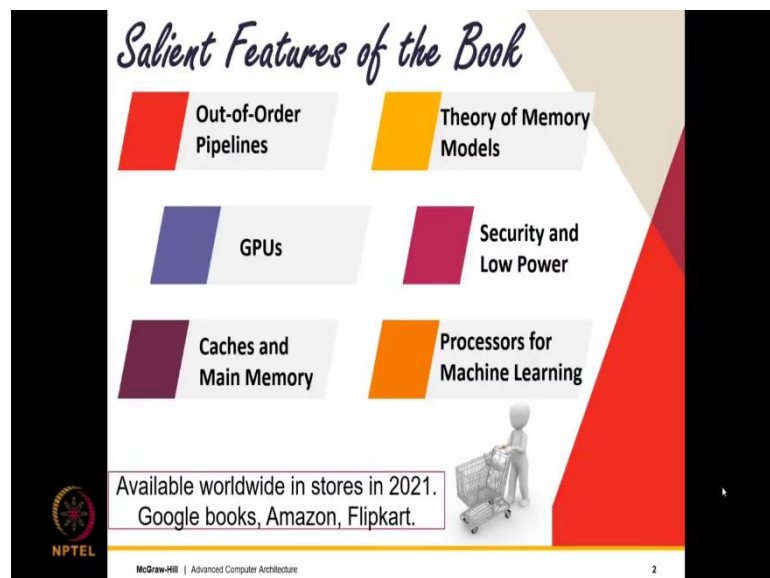 Salient Features of the Book
Out-of-Order
Pipelines
Theory of Memory
Models
GPUs
Security and
Low Power
Caches and
Main Memory
Processors for
Machine Learning
Available worldwide in stores in 2021.
Google books, Amazon, Flipkart.
NPTEL
McGraw-Hill | Advanced Computer Architecture
2